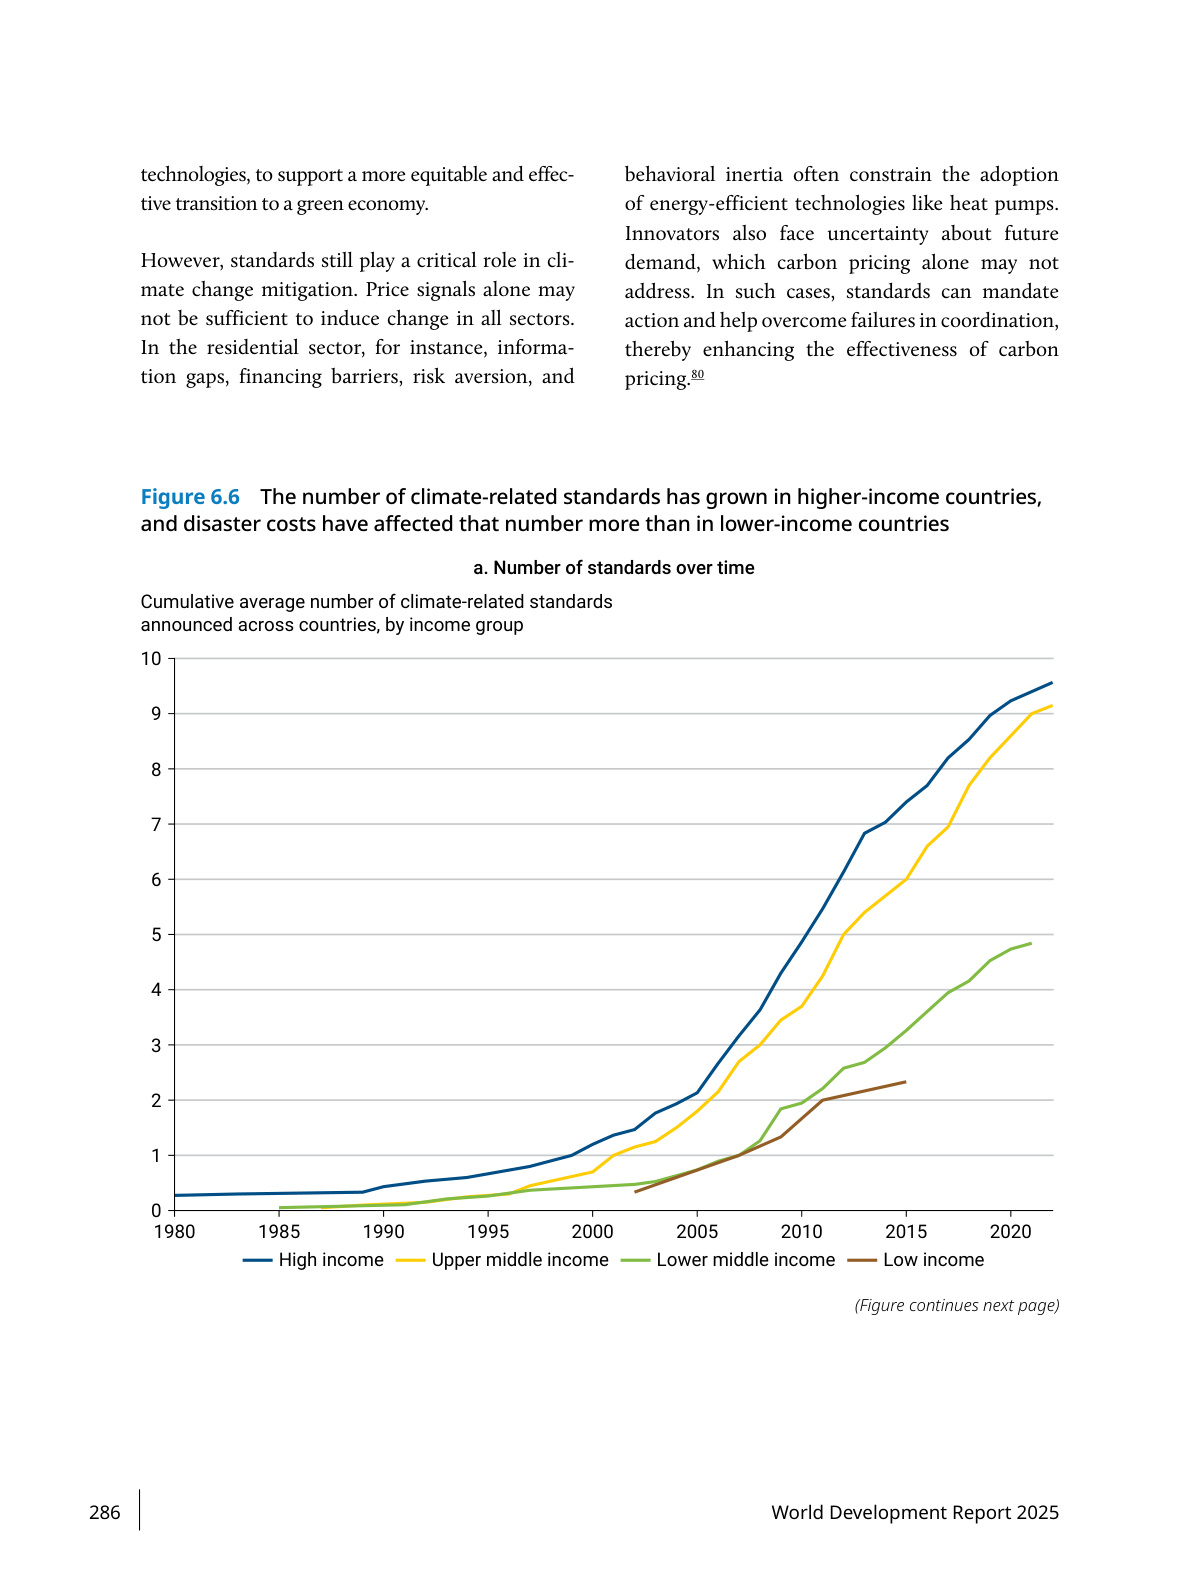 technologies, to support a more equitable and effec-
tive transition to a green economy.
However, standards still play a critical role in cli-
mate change mitigation. Price signals alone may
not be sufficient to induce change in all sectors.
In the residential sector, for instance, informa-
tion gaps, financing barriers, risk aversion, and
behavioral inertia often constrain the adoption
of energy-efficient technologies like heat pumps.
Innovators also face uncertainty about future
demand, which carbon pricing alone may not
address. In such cases, standards can mandate
action and help overcome failures in coordination,
thereby enhancing the effectiveness of carbon
pricing.80
Figure 6.6 The number of climate-related standards has grown in higher-income countries,
and disaster costs have affected that number more than in lower-income countries
a. Number of standards over time
Cumulative average number of climate-related standards
announced across countries, by income group
10
9
8
7
6
5
4
3
2
1
0
1980 1985 1990 1995 2000 2005 2010 2015 2020
High income Upper middle income Lower middle income Low income
(Figure continues next page)
286 World Development Report 2025